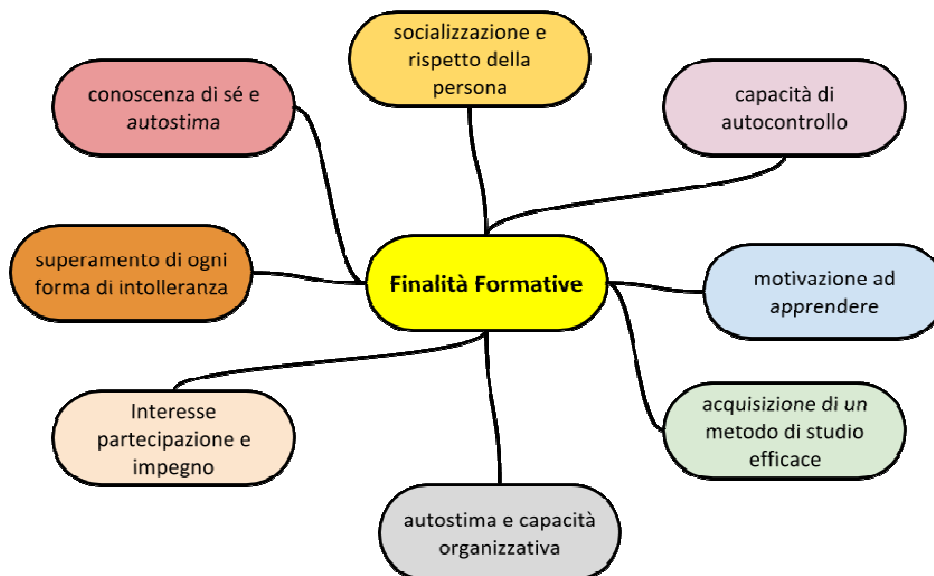 socializzazione e
rispetto della
persona
conoscenza di sé e
autostima
capacità di
autocontrollo
superamento di ogni
forma di intolleranza
Finalità Formative
motivazione ad
apprendere
Interesse
partecipazione e
impegno
acquisizione di un
metodo di studio
efficace
autostima e capacità
organizzativa